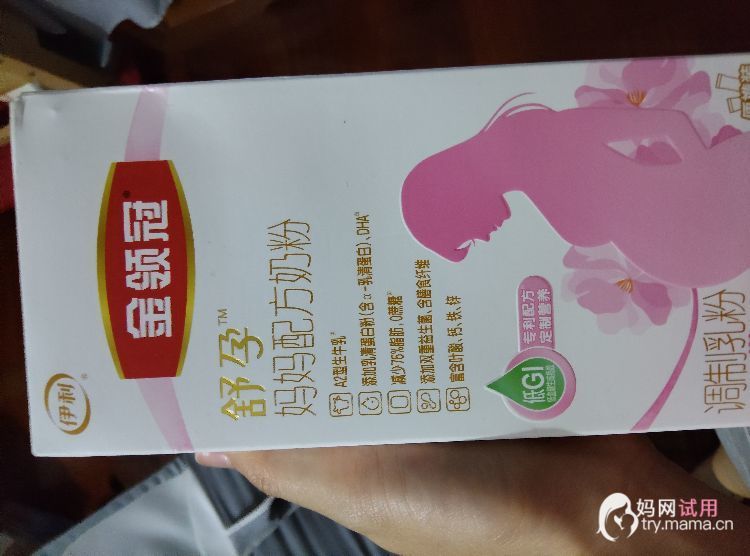 伊利
金领冠
舒孕™
妈妈配方奶粉
A2型生牛乳
添加乳清蛋白粉(含α-乳清蛋白)、DHA
减少75%脂肪,0蔗糖
添加双重益生菌、含膳食纤维
富含叶酸、钙、铁、锌
低GI
专利配方
定制营养
调制乳粉
妈网试用
try.mama.cn